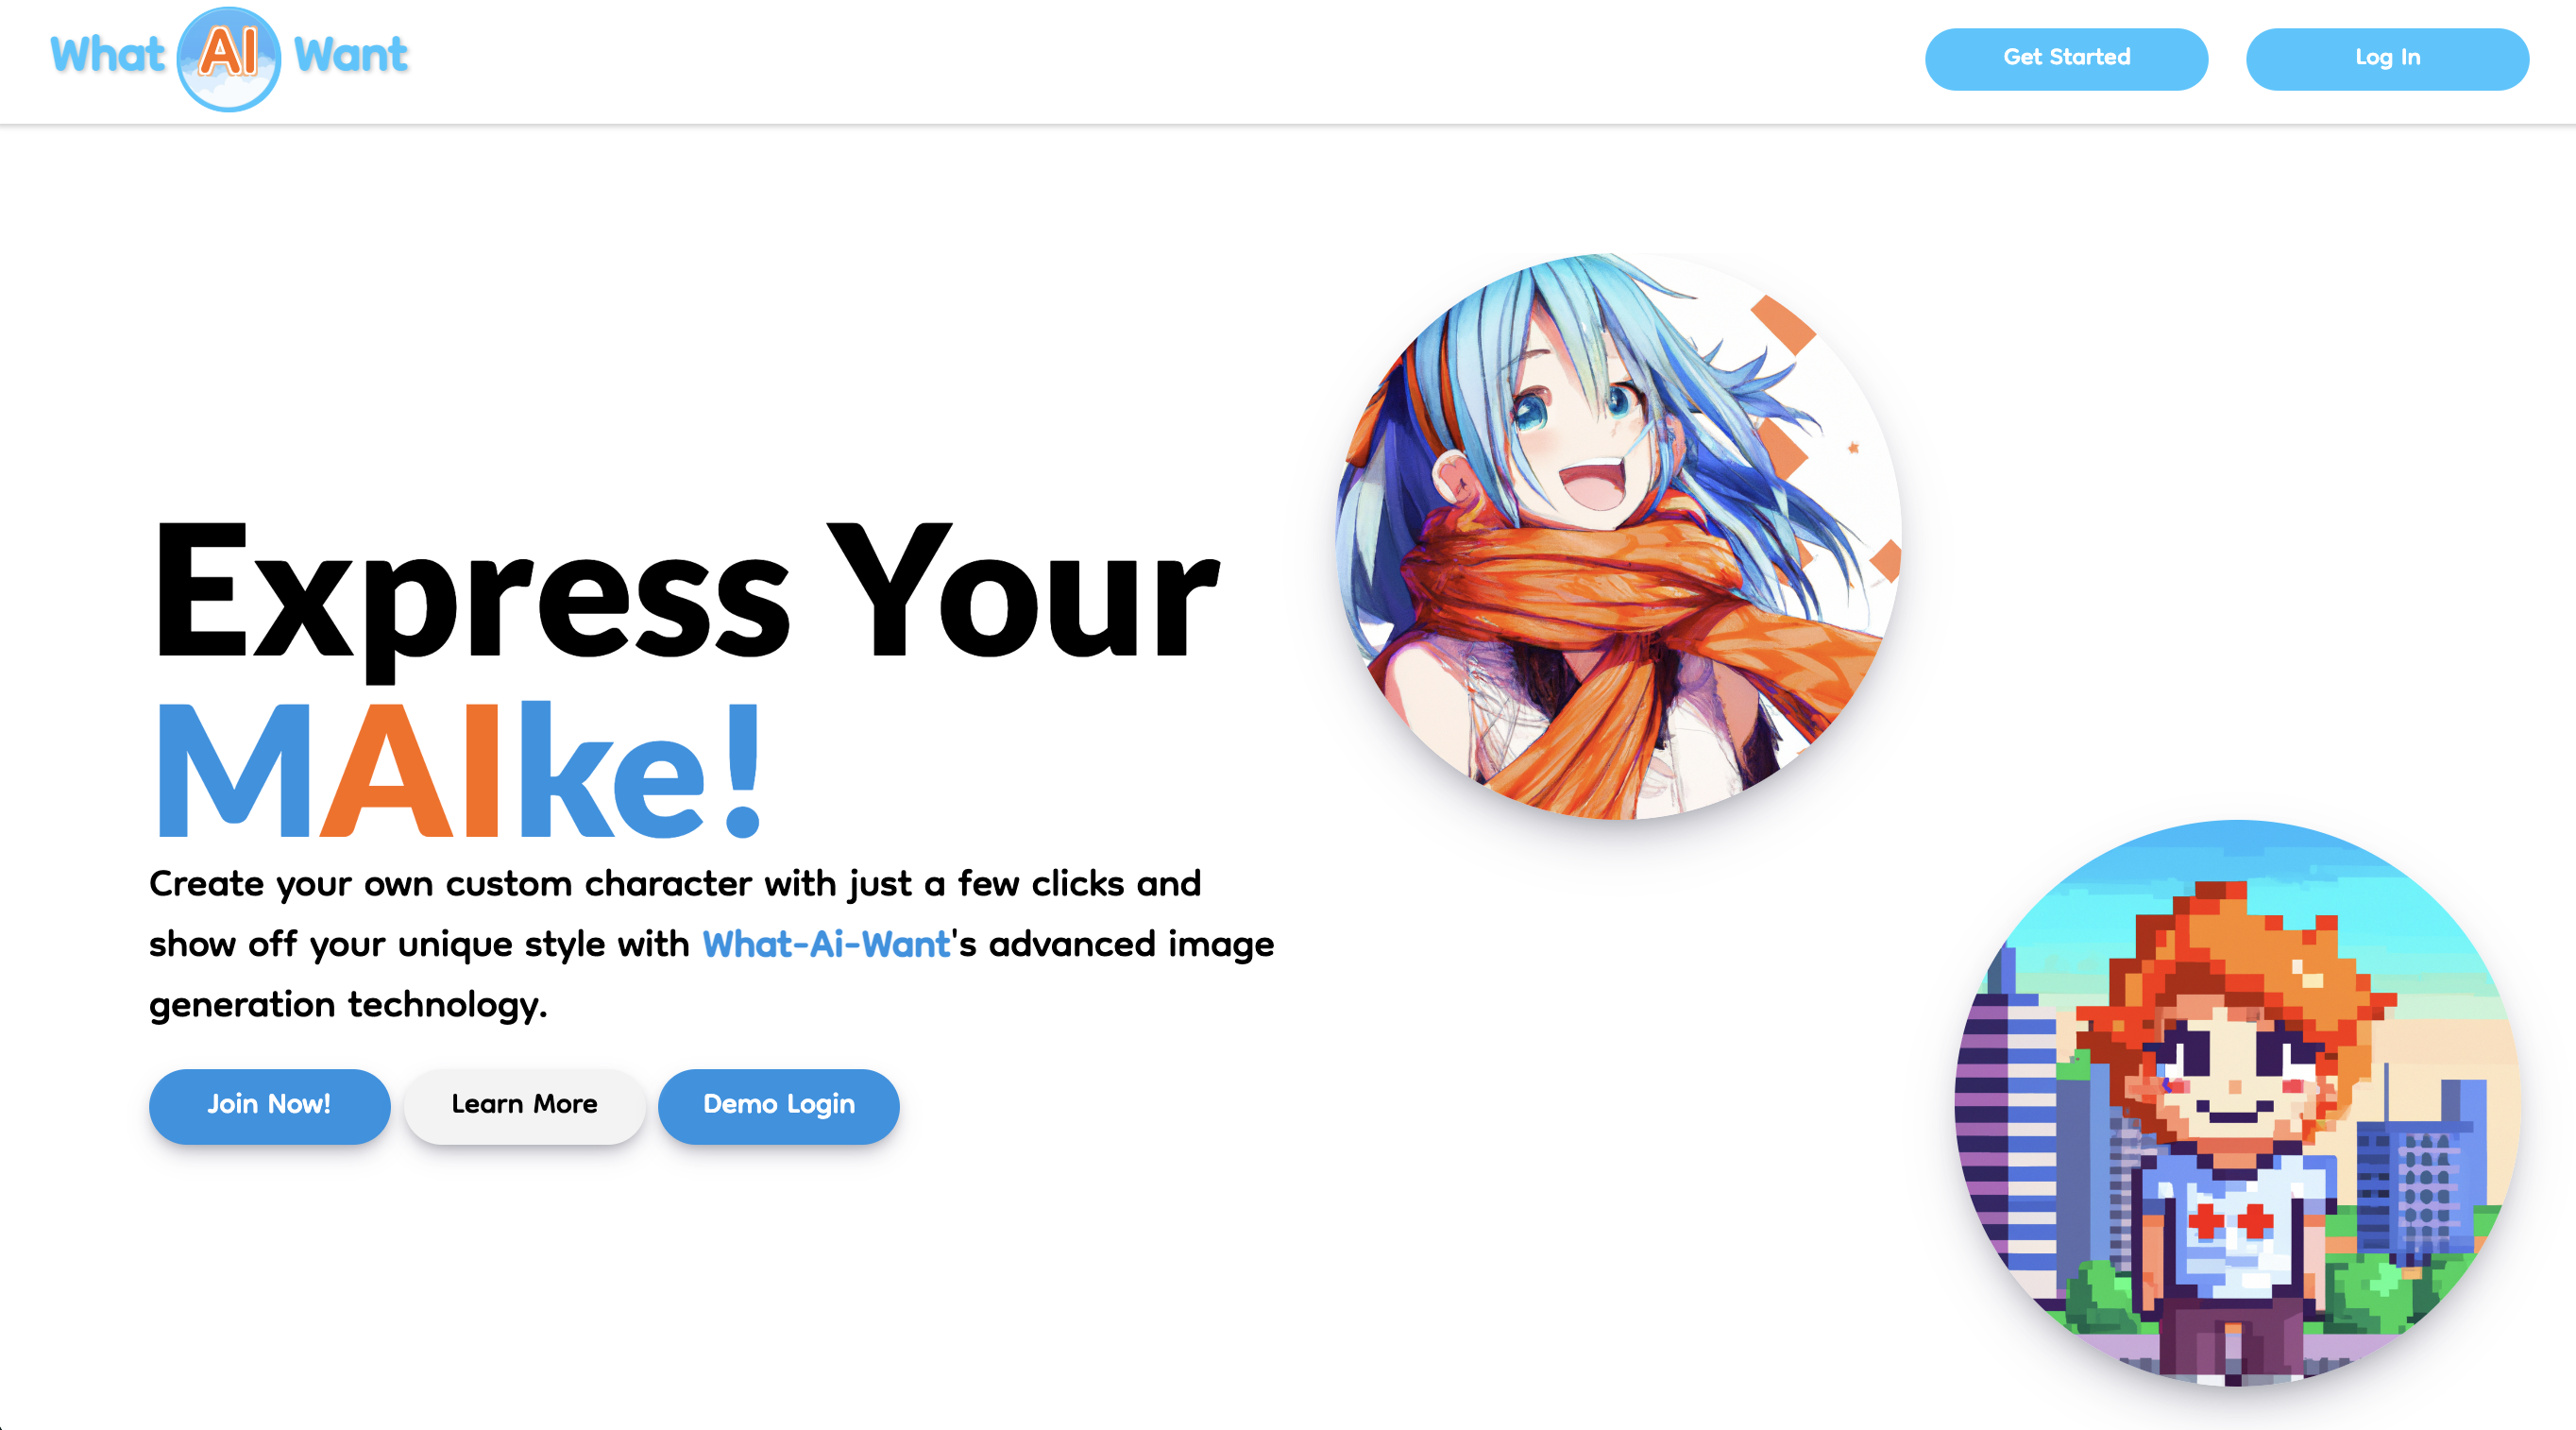 What AI Want
Get Started
Log In
Express Your
MAIke!
Create your own custom character with just a few clicks and
show off your unique style with What-Ai-Want's advanced image
generation technology.
Join Now!
Learn More
Demo Login